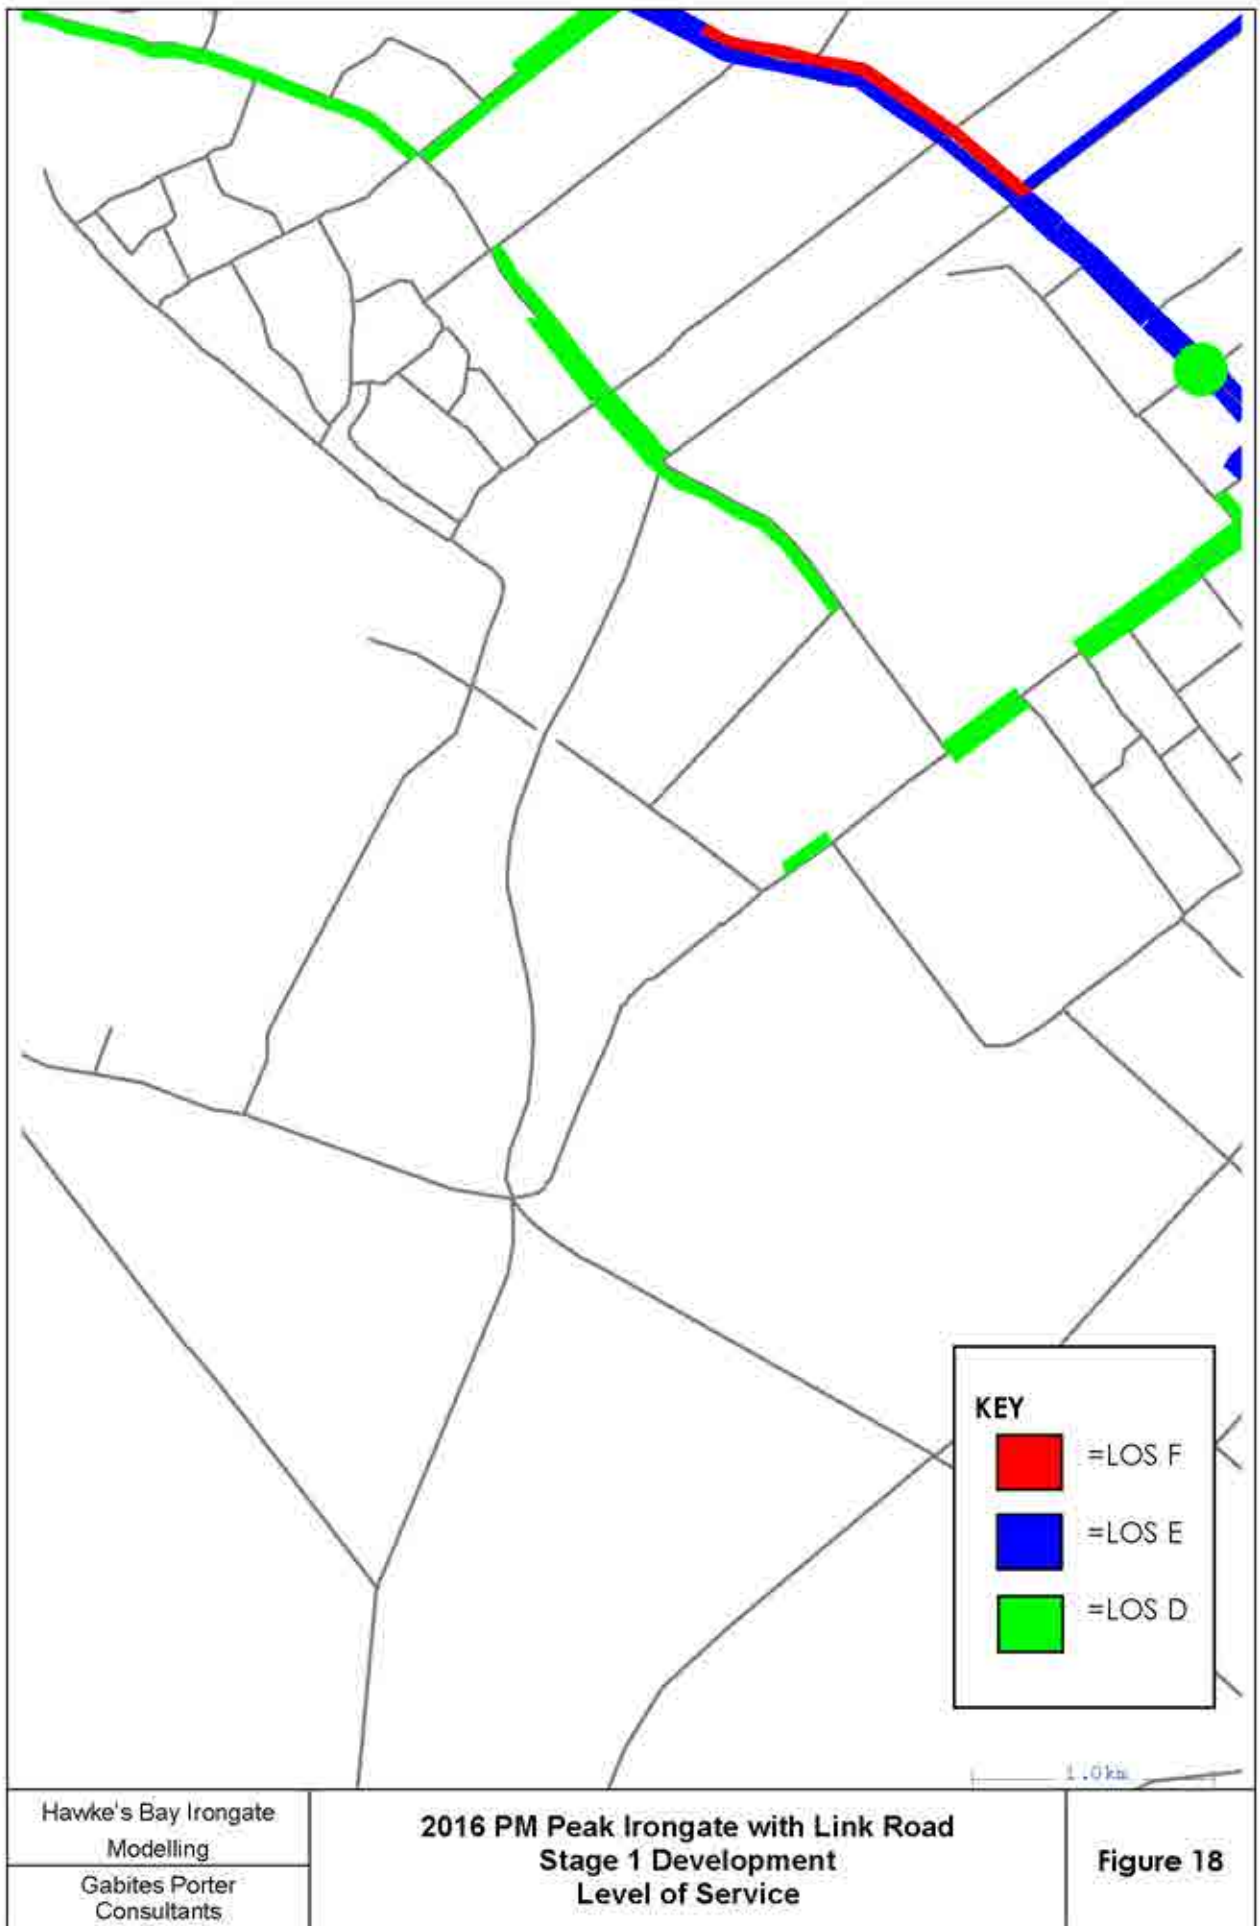 KEY
=LOS F
=LOS E
=LOS D
1.0km
Hawke's Bay Irongate
Modelling
Gabites Porter
Consultants
2016 PM Peak Irongate with Link Road
Stage 1 Development
Level of Service
Figure 18